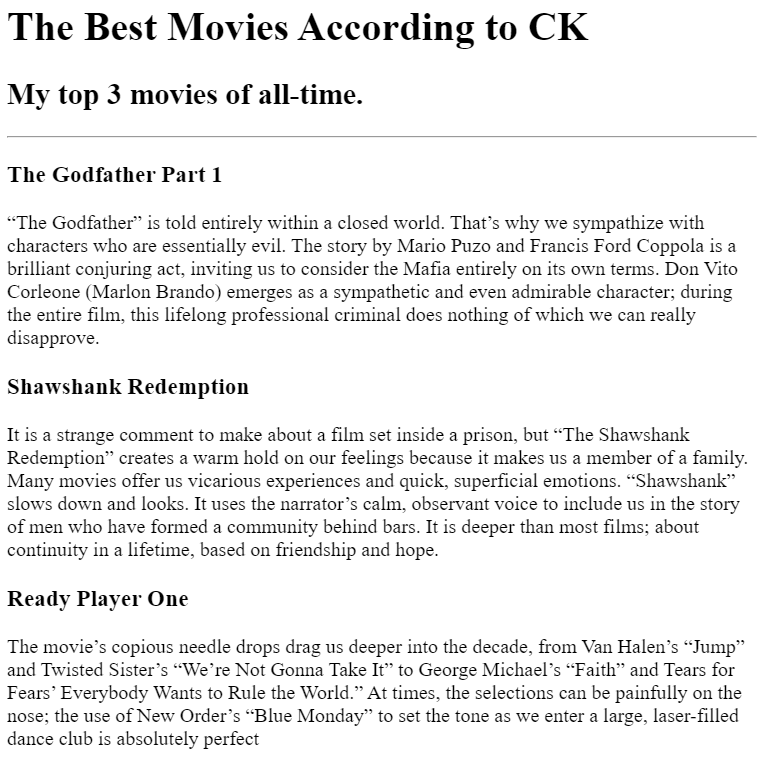 The Best Movies According to CK
My top 3 movies of all-time.
The Godfather Part 1
“The Godfather” is told entirely within a closed world. That’s why we sympathize with
characters who are essentially evil. The story by Mario Puzo and Francis Ford Coppola is a
brilliant conjuring act, inviting us to consider the Mafia entirely on its own terms. Don Vito
Corleone (Marlon Brando) emerges as a sympathetic and even admirable character; during
the entire film, this lifelong professional criminal does nothing of which we can really
disapprove.
Shawshank Redemption
It is a strange comment to make about a film set inside a prison, but “The Shawshank
Redemption” creates a warm hold on our feelings because it makes us a member of a family.
Many movies offer us vicarious experiences and quick, superficial emotions. “Shawshank”
slows down and looks. It uses the narrator’s calm, observant voice to include us in the story
of men who have formed a community behind bars. It is deeper than most films; about
continuity in a lifetime, based on friendship and hope.
Ready Player One
The movie’s copious needle drops drag us deeper into the decade, from Van Halen’s “Jump”
and Twisted Sister’s “We’re Not Gonna Take It” to George Michael’s “Faith” and Tears for
Fears’ Everybody Wants to Rule the World.” At times, the selections can be painfully on the
nose; the use of New Order’s “Blue Monday” to set the tone as we enter a large, laser-filled
dance club is absolutely perfect